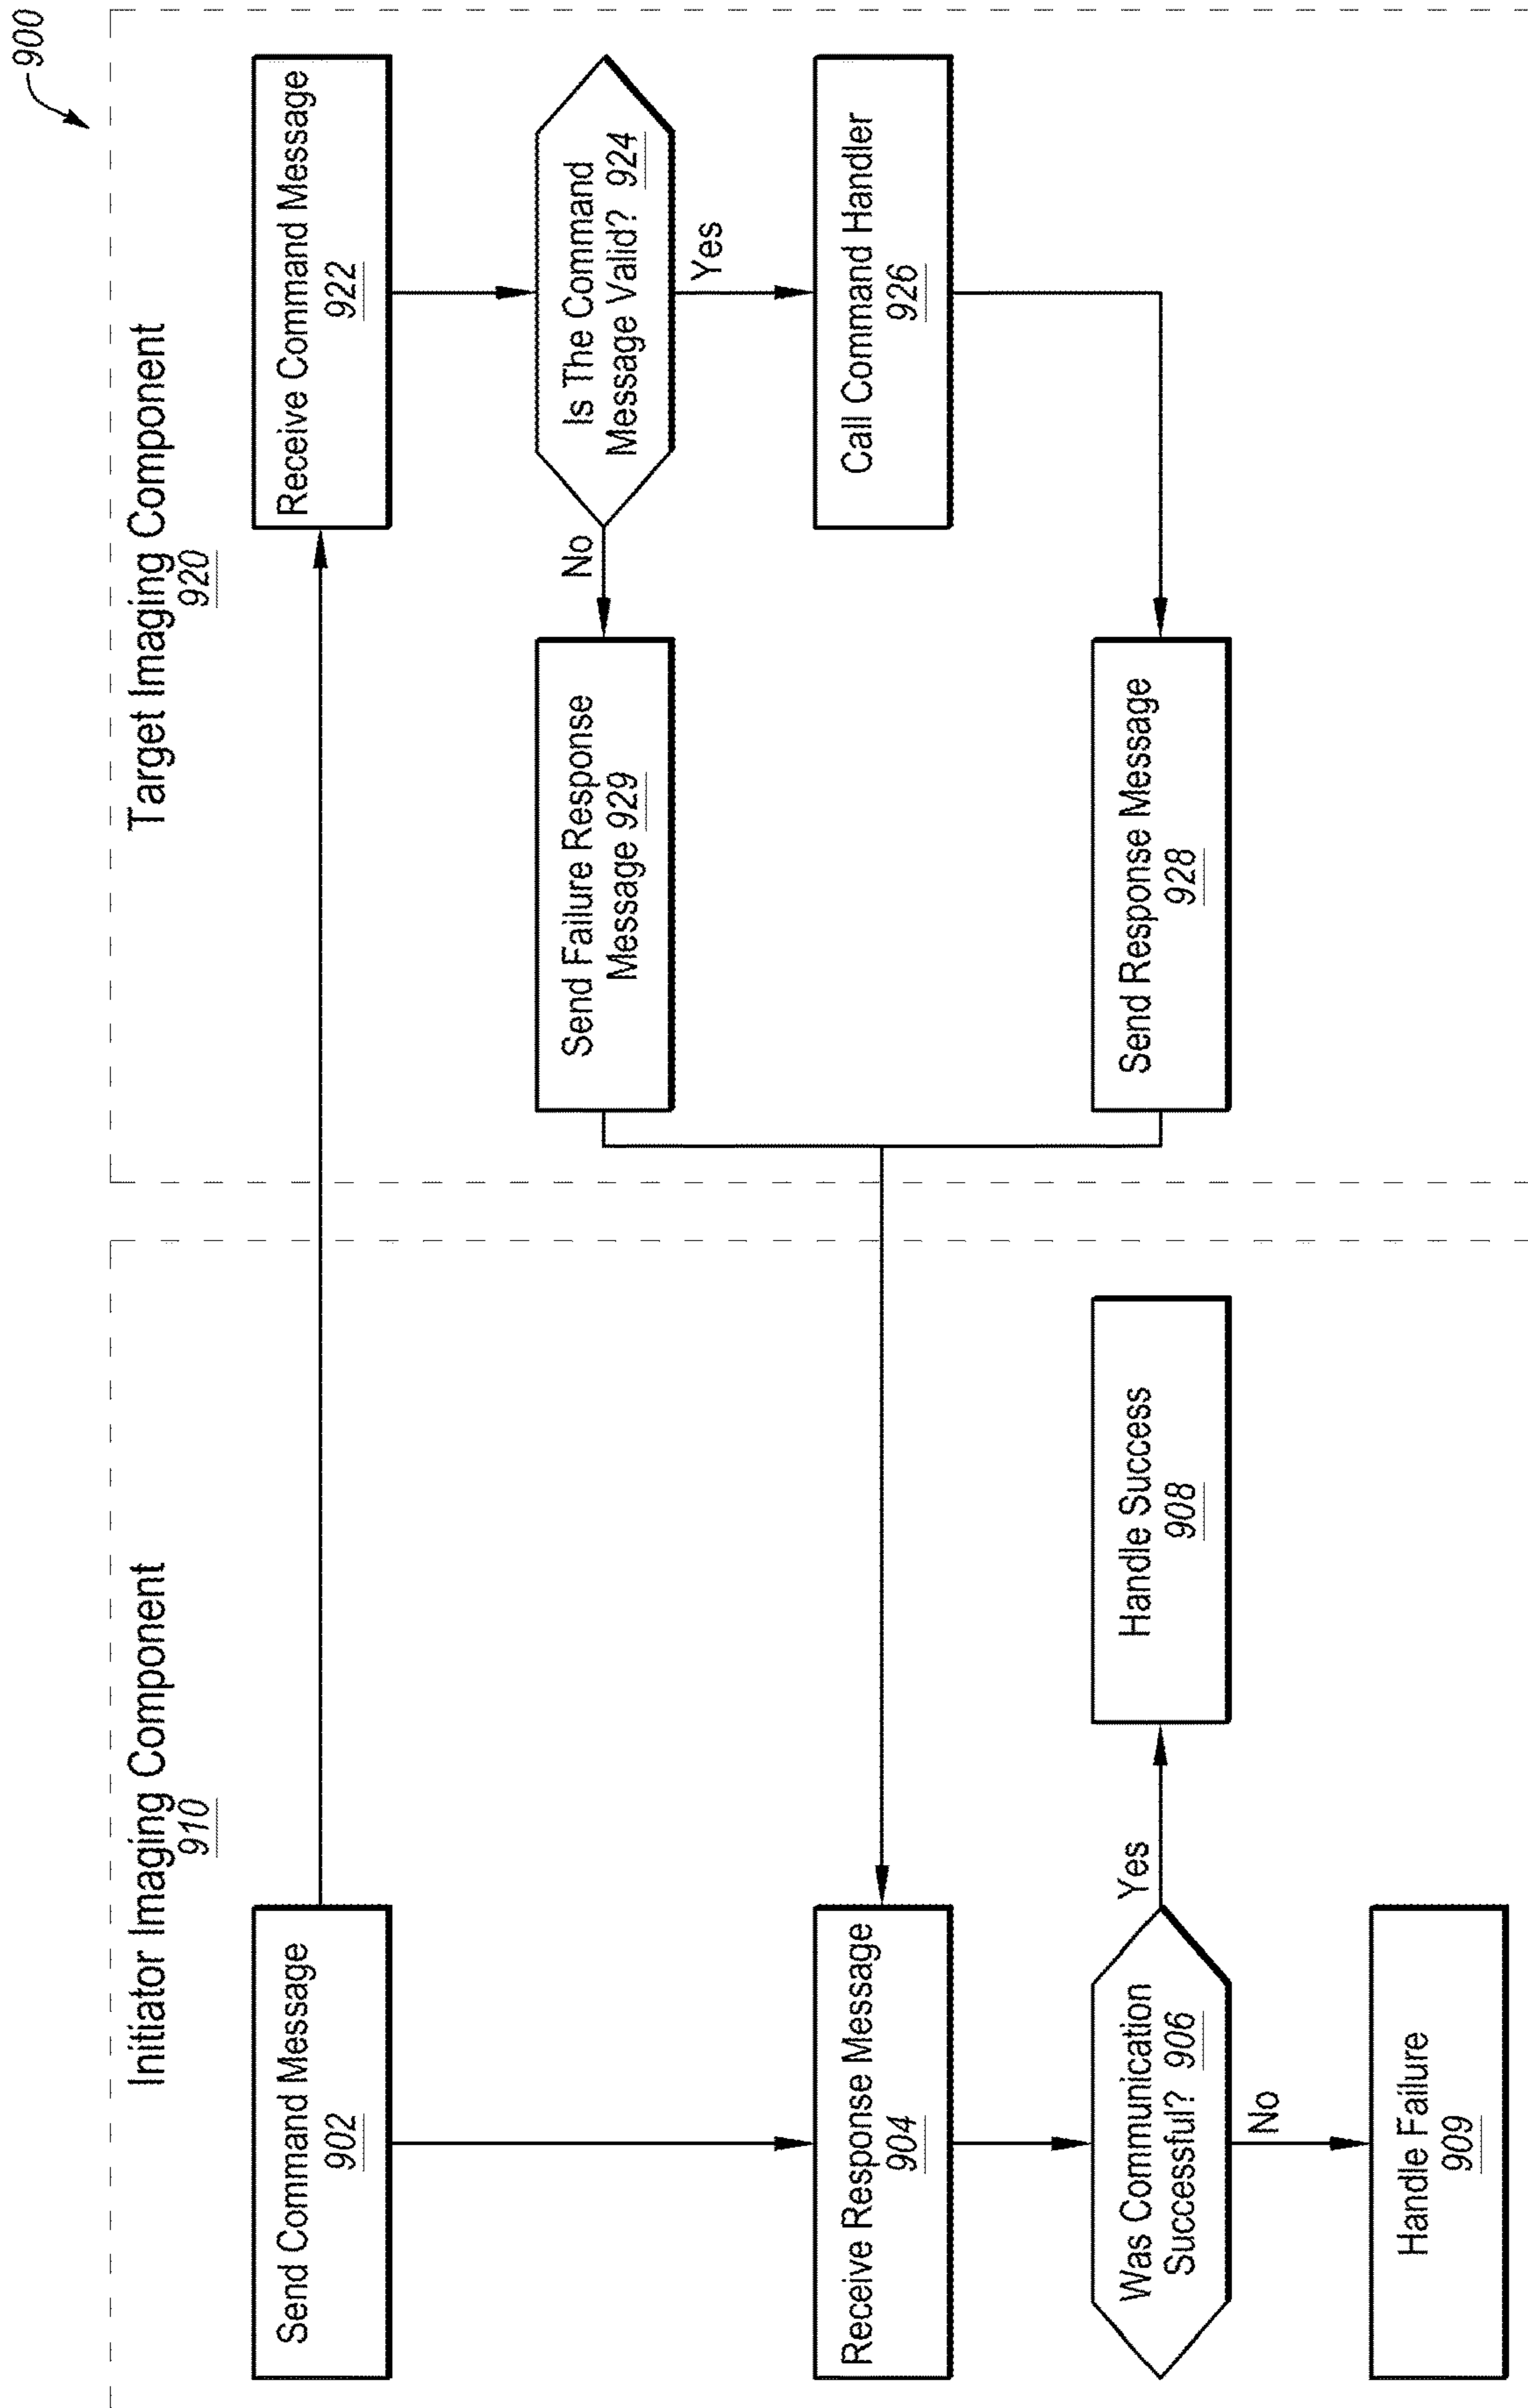 900
Initiator Imaging Component
910
Target Imaging Component
920
Send Command Message
902
Receive Command Message
922
Is The Command
Message Valid? 924
No
Yes
Send Failure Response
Message 929
Call Command Handler
926
Receive Response Message
904
Send Response Message
928
Was Communication
Successful? 906
Yes
No
Handle Success
908
Handle Failure
909